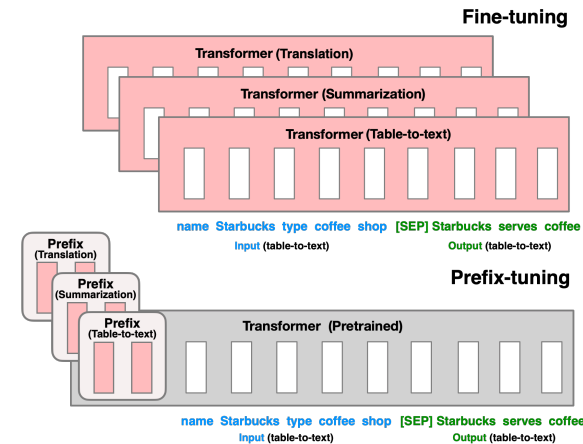 Fine-tuning
Transformer (Translation)
Transformer (Summarization)
Transformer (Table-to-text)
name Starbucks type coffee shop [SEP] Starbucks serves coffee
Input (table-to-text) Output (table-to-text)
Prefix-tuning
Prefix
(Translation)
Prefix
(Summarization)
Prefix
(Table-to-text)
Transformer (Pretrained)
name Starbucks type coffee shop [SEP] Starbucks serves coffee
Input (table-to-text) Output (table-to-text)